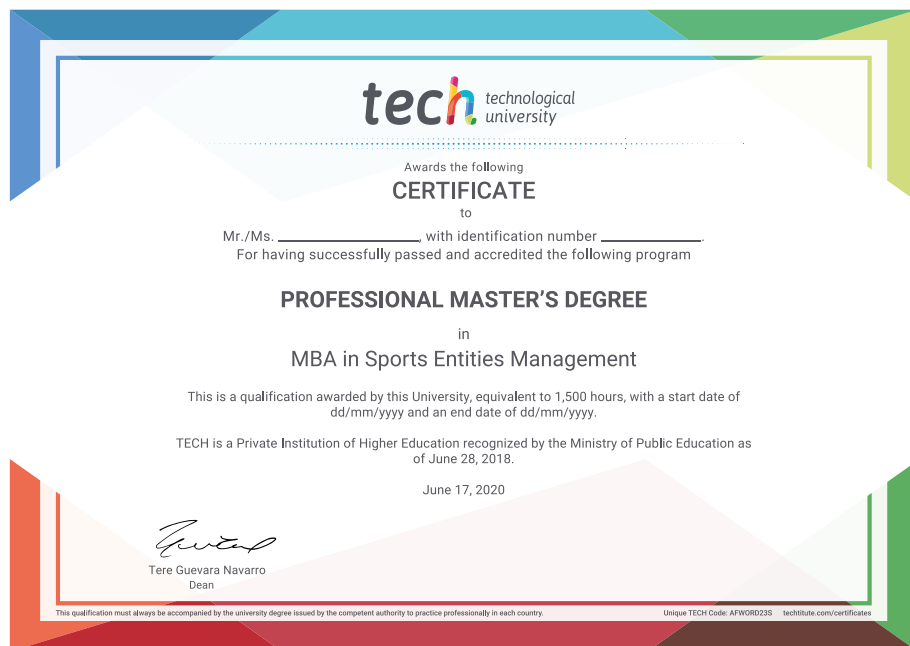 tech technological
university
Awards the following
CERTIFICATE
to
Mr./Ms. ____________, with identification number ____________.
For having successfully passed and accredited the following program
PROFESSIONAL MASTER'S DEGREE
in
MBA in Sports Entities Management
This is a qualification awarded by this University, equivalent to 1,500 hours, with a start date of
dd/mm/yyyy and an end date of dd/mm/yyyy.
TECH is a Private Institution of Higher Education recognized by the Ministry of Public Education as
of June 28, 2018.
June 17, 2020
Tere Guevara Navarro
Dean
This qualification must always be accompanied by the university degree issued by the competent authority to practice professionally in each country. Unique TECH Code: AFWORD23S techtitute.com/certificates